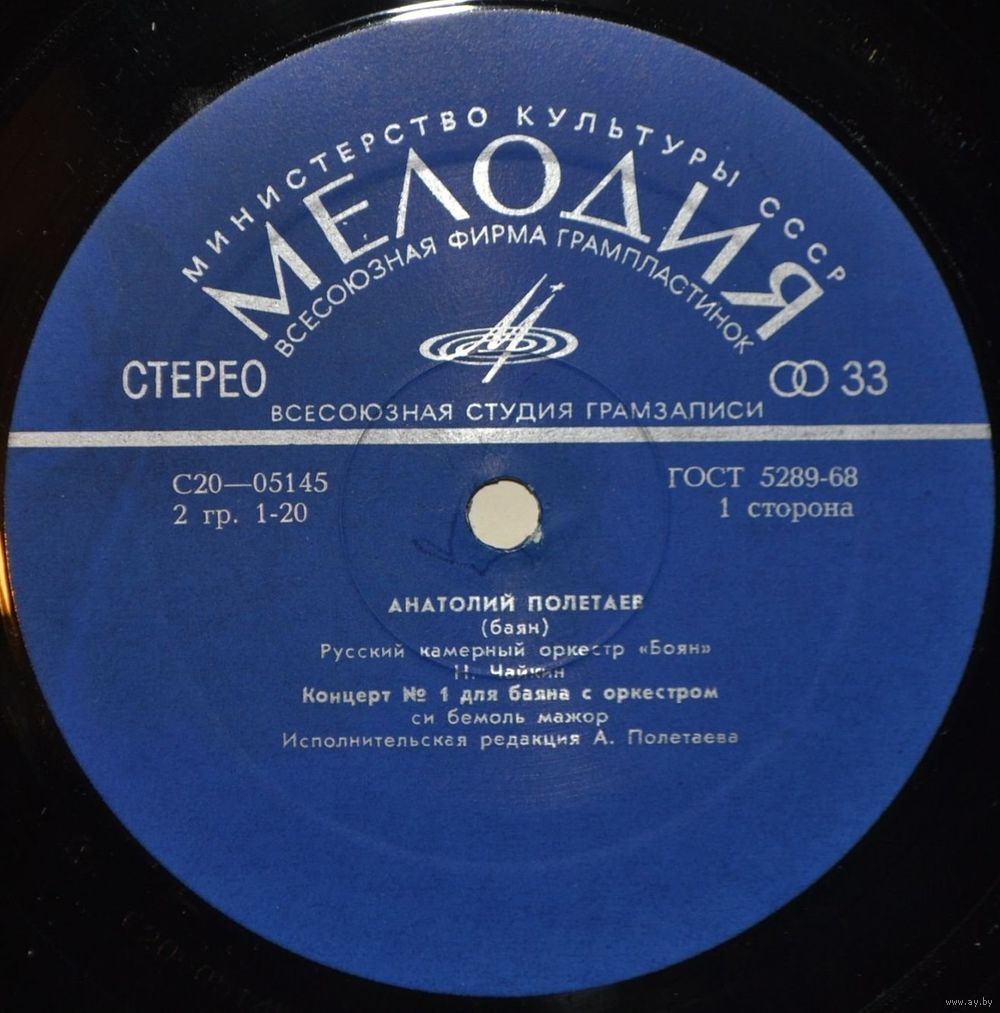 МИНИСТЕРСТВО КУЛЬТУРЫ СССР
МЕЛОДИЯ
ВСЕСОЮЗНАЯ ФИРМА ГРАМПЛАСТИНОК
СТЕРЕО
33
ВСЕСОЮЗНАЯ СТУДИЯ ГРАМЗАПИСИ
С20—05145
ГОСТ 5289-68
2 гр. 1-20
1 сторона
АНАТОЛИЙ ПОЛЕТАЕВ
(баян)
Русский камерный оркестр «Боян»
Н. Чайкин
Концерт № 1 для баяна с оркестром
си бемоль мажор
Исполнительская редакция А. Полетаева
www.ay.by